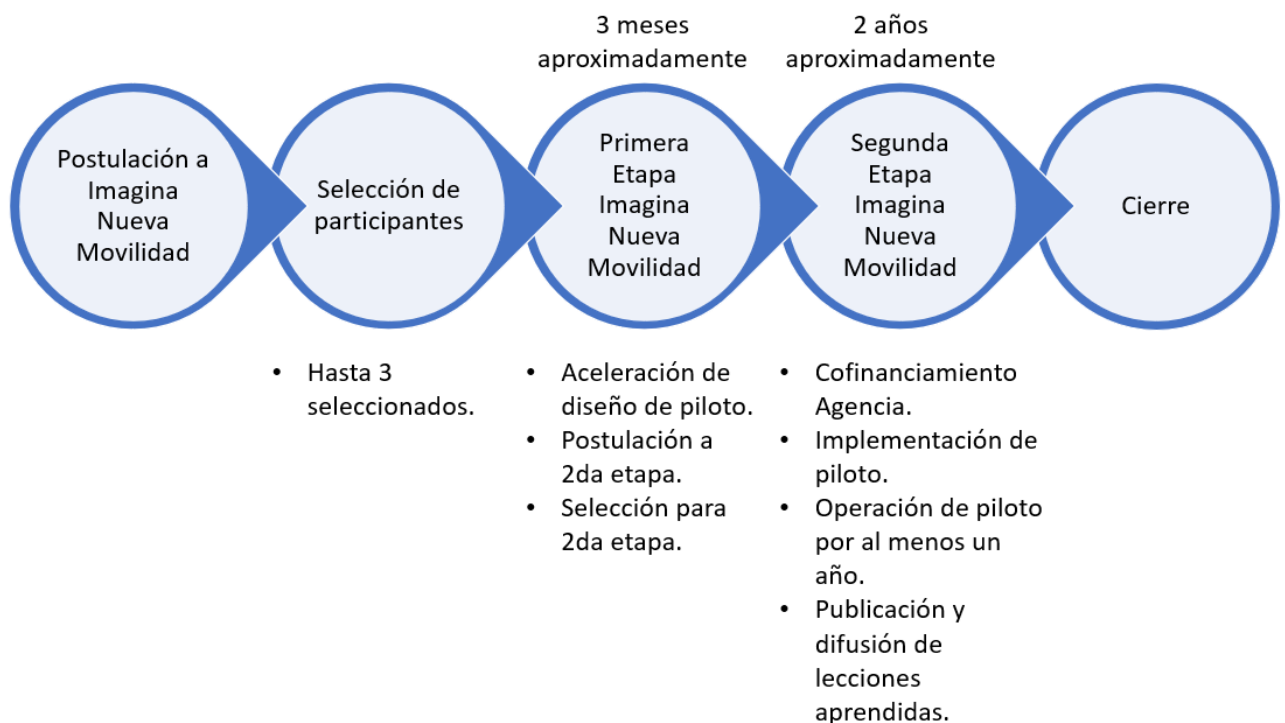 3 meses
aproximadamente
2 años
aproximadamente
Postulación a
Imagina
Nueva
Movilidad
Selección de
participantes
Primera
Etapa
Imagina
Nueva
Movilidad
Segunda
Etapa
Imagina
Nueva
Movilidad
Cierre
• Hasta 3
seleccionados.
• Aceleración de
diseño de piloto.
• Postulación a
2da etapa.
• Selección para
2da etapa.
• Cofinanciamiento
Agencia.
• Implementación de
piloto.
• Operación de piloto
por al menos un
año.
• Publicación y
difusión de
lecciones
aprendidas.